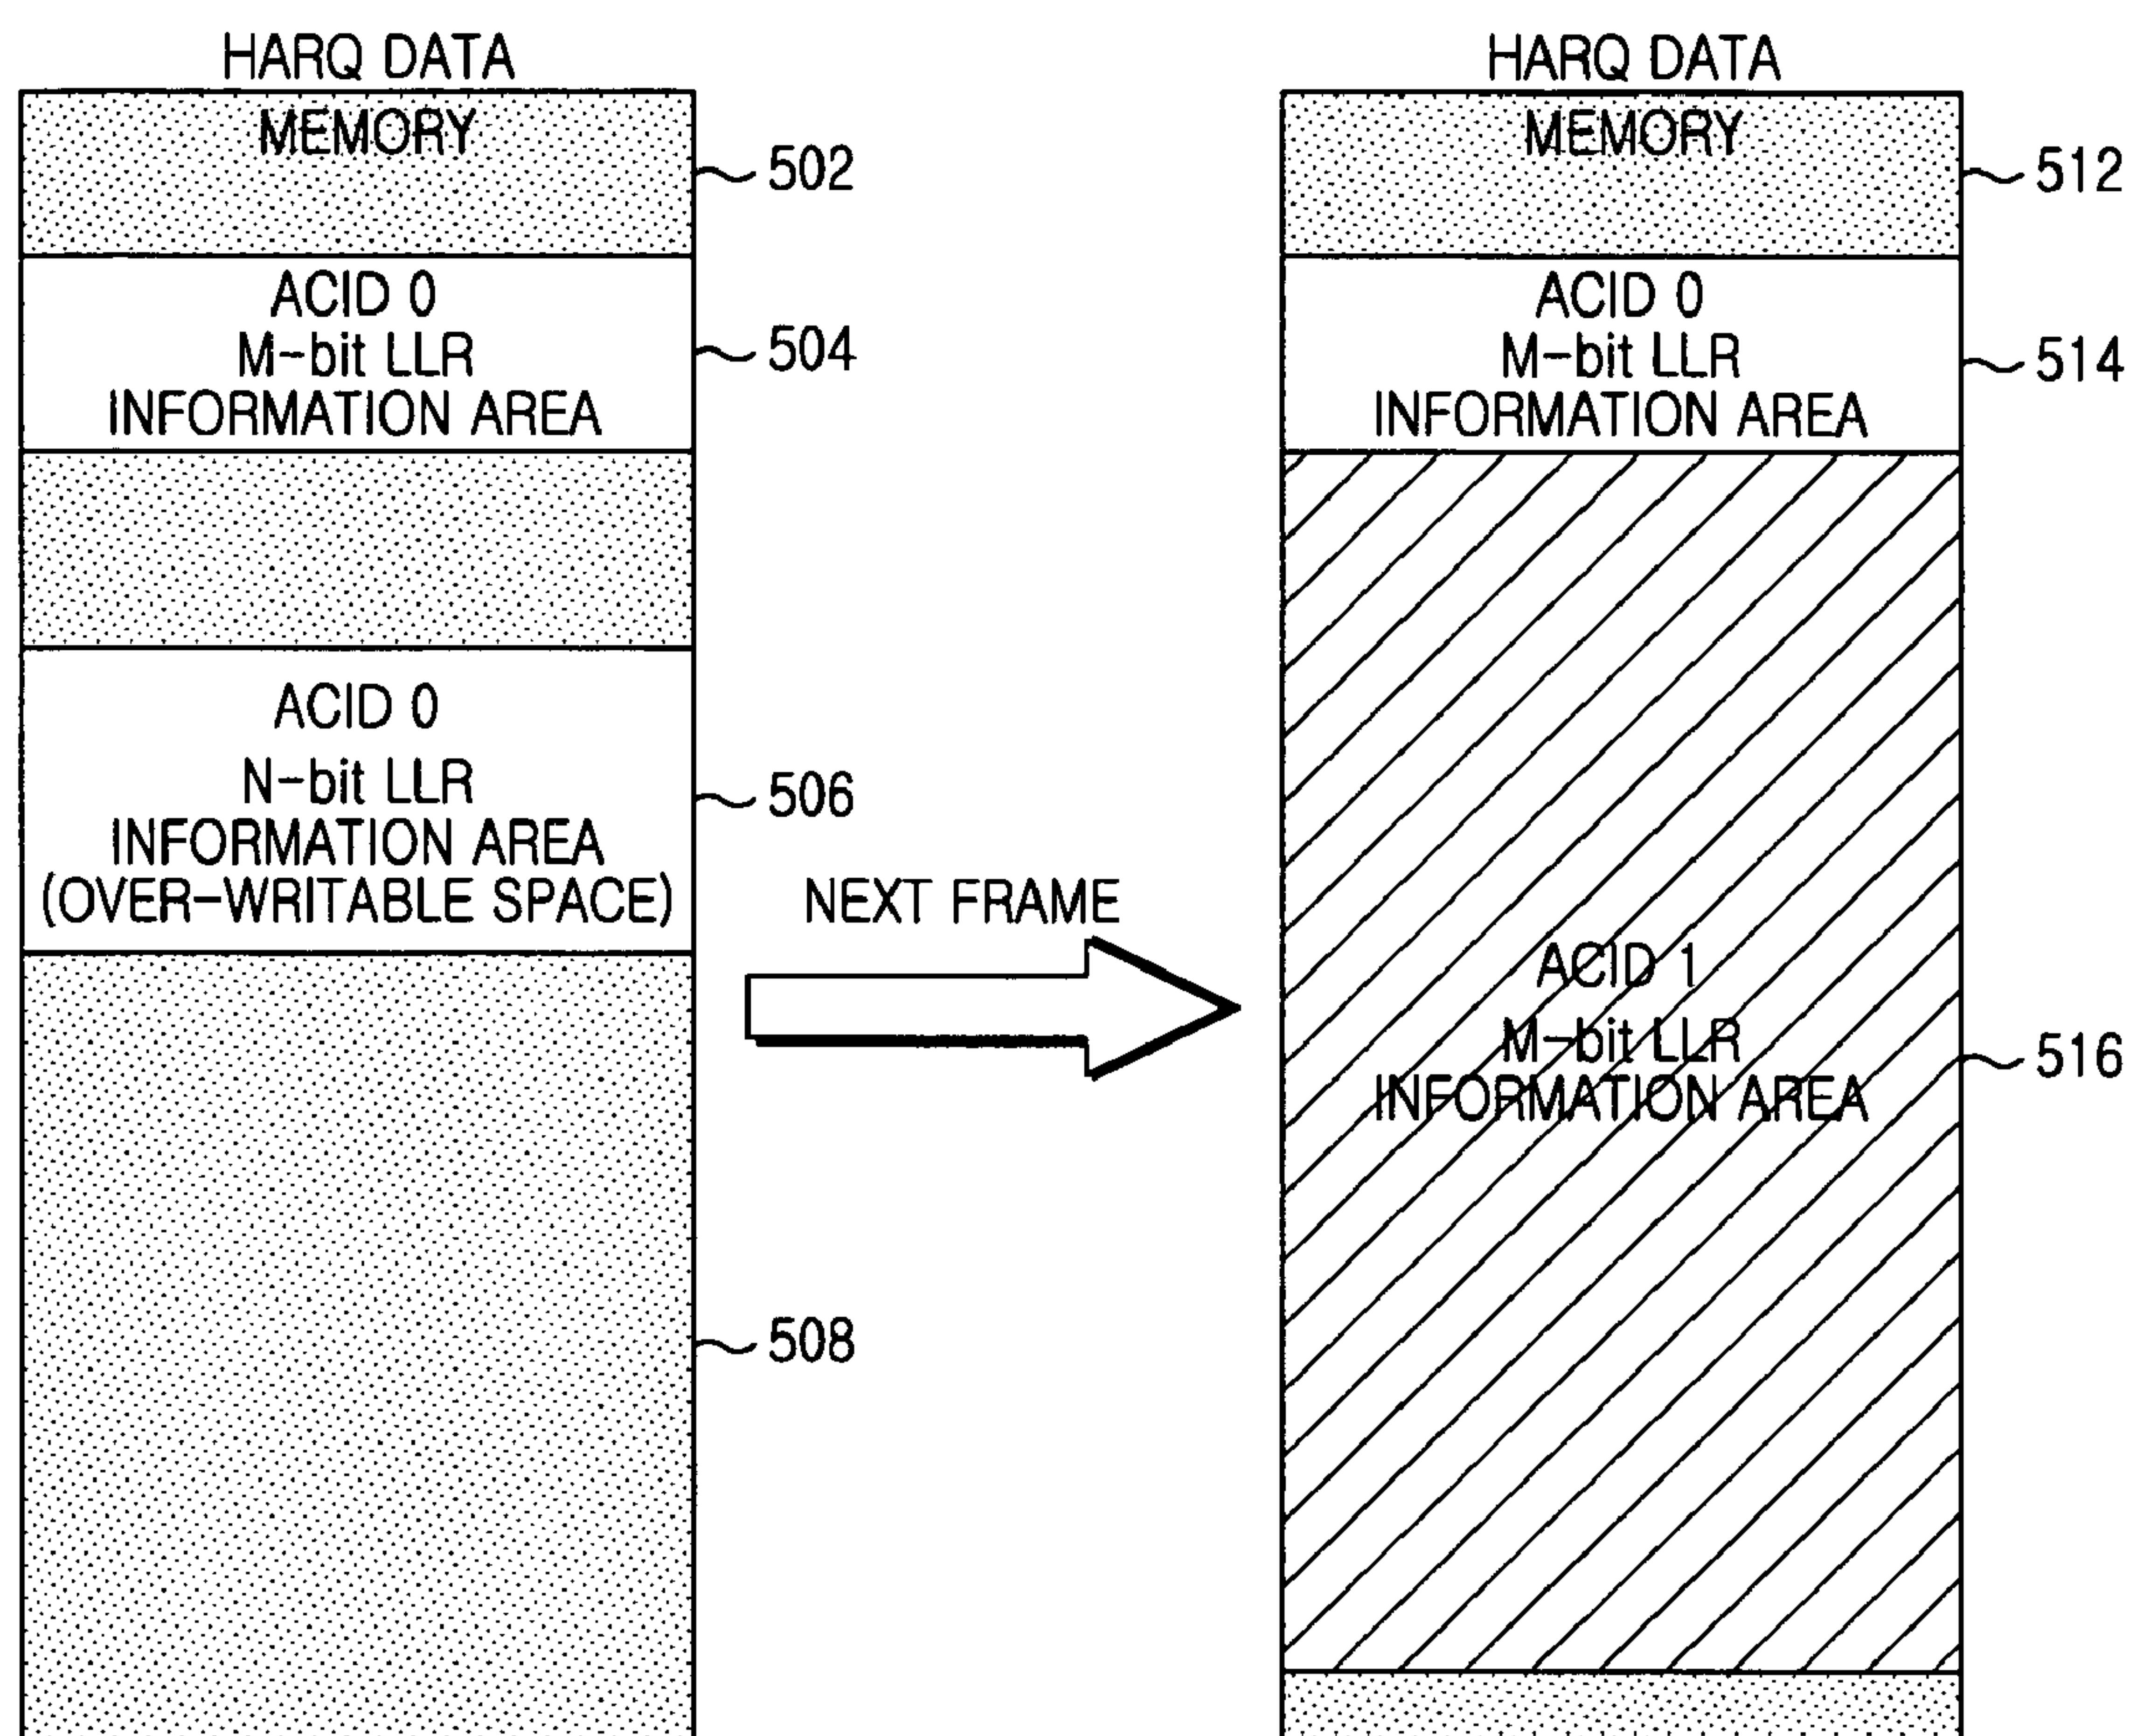 HARQ DATA
MEMORY
502
ACID 0
M-bit LLR
INFORMATION AREA
504
ACID 0
N-bit LLR
INFORMATION AREA
(OVER-WRITABLE SPACE)
506
508
NEXT FRAME
HARQ DATA
MEMORY
512
ACID 0
M-bit LLR
INFORMATION AREA
514
ACID 1
M-bit LLR
INFORMATION AREA
516